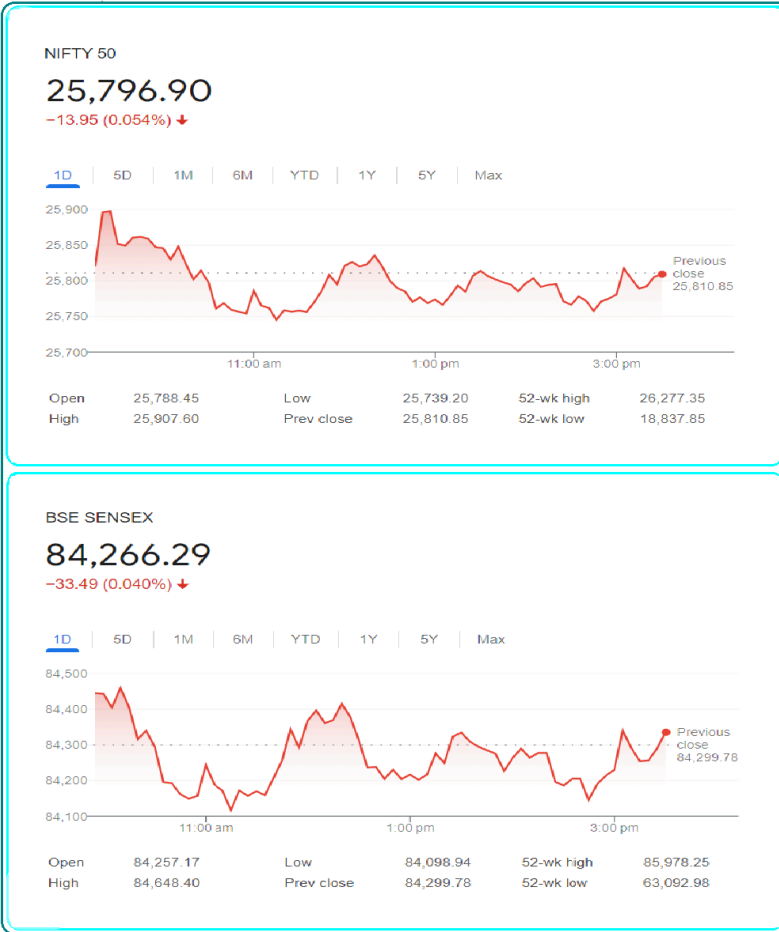 NIFTY 50
25,796.90
−13.95 (0.054%) ↓
1D 5D 1M 6M YTD 1Y 5Y Max
25,900
25,850
25,800
25,750
25,700
Previous
close
25,810.85
11:00 am 1:00 pm 3:00 pm
Open 25,788.45 Low 25,739.20 52-wk high 26,277.35
High 25,907.60 Prev close 25,810.85 52-wk low 18,837.85
BSE SENSEX
84,266.29
−33.49 (0.040%) ↓
1D 5D 1M 6M YTD 1Y 5Y Max
84,500
84,400
84,300
84,200
84,100
Previous
close
84,299.78
11:00 am 1:00 pm 3:00 pm
Open 84,257.17 Low 84,098.94 52-wk high 85,978.25
High 84,648.40 Prev close 84,299.78 52-wk low 63,092.98